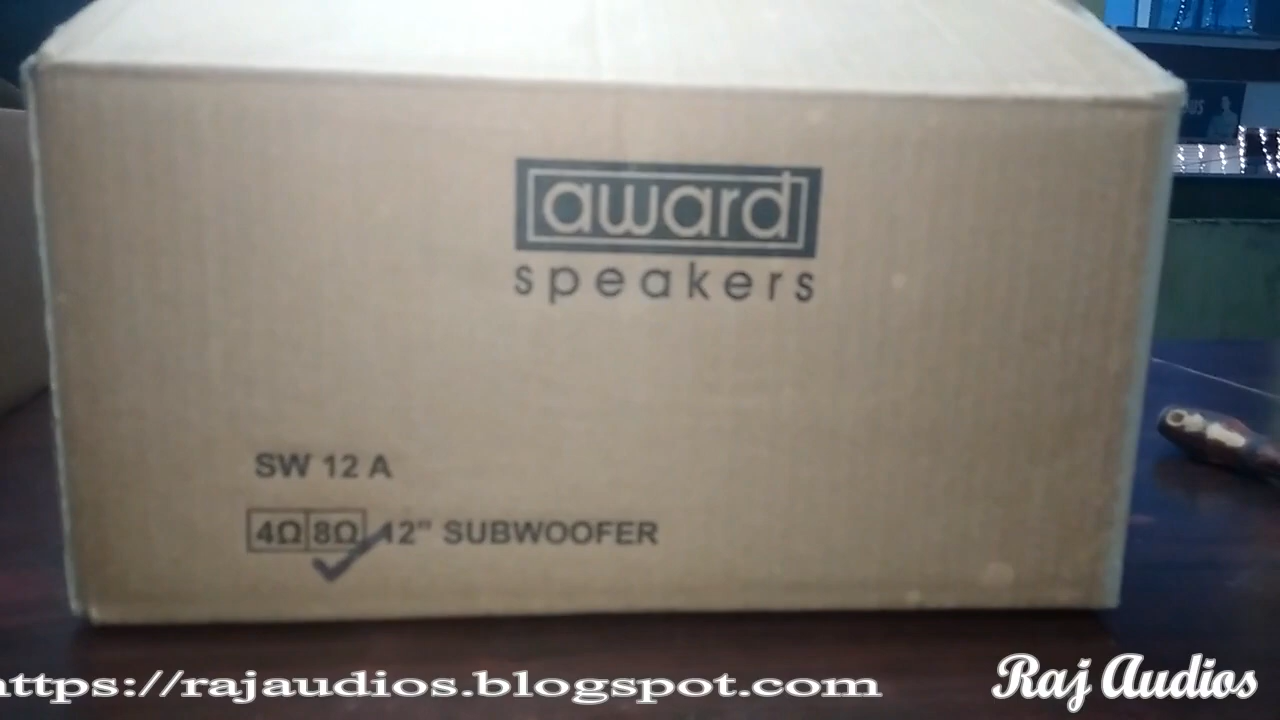 award
speakers
SW 12 A
4Ω 8Ω 12" SUBWOOFER
https://rajaudios.blogspot.com
Raj Audios